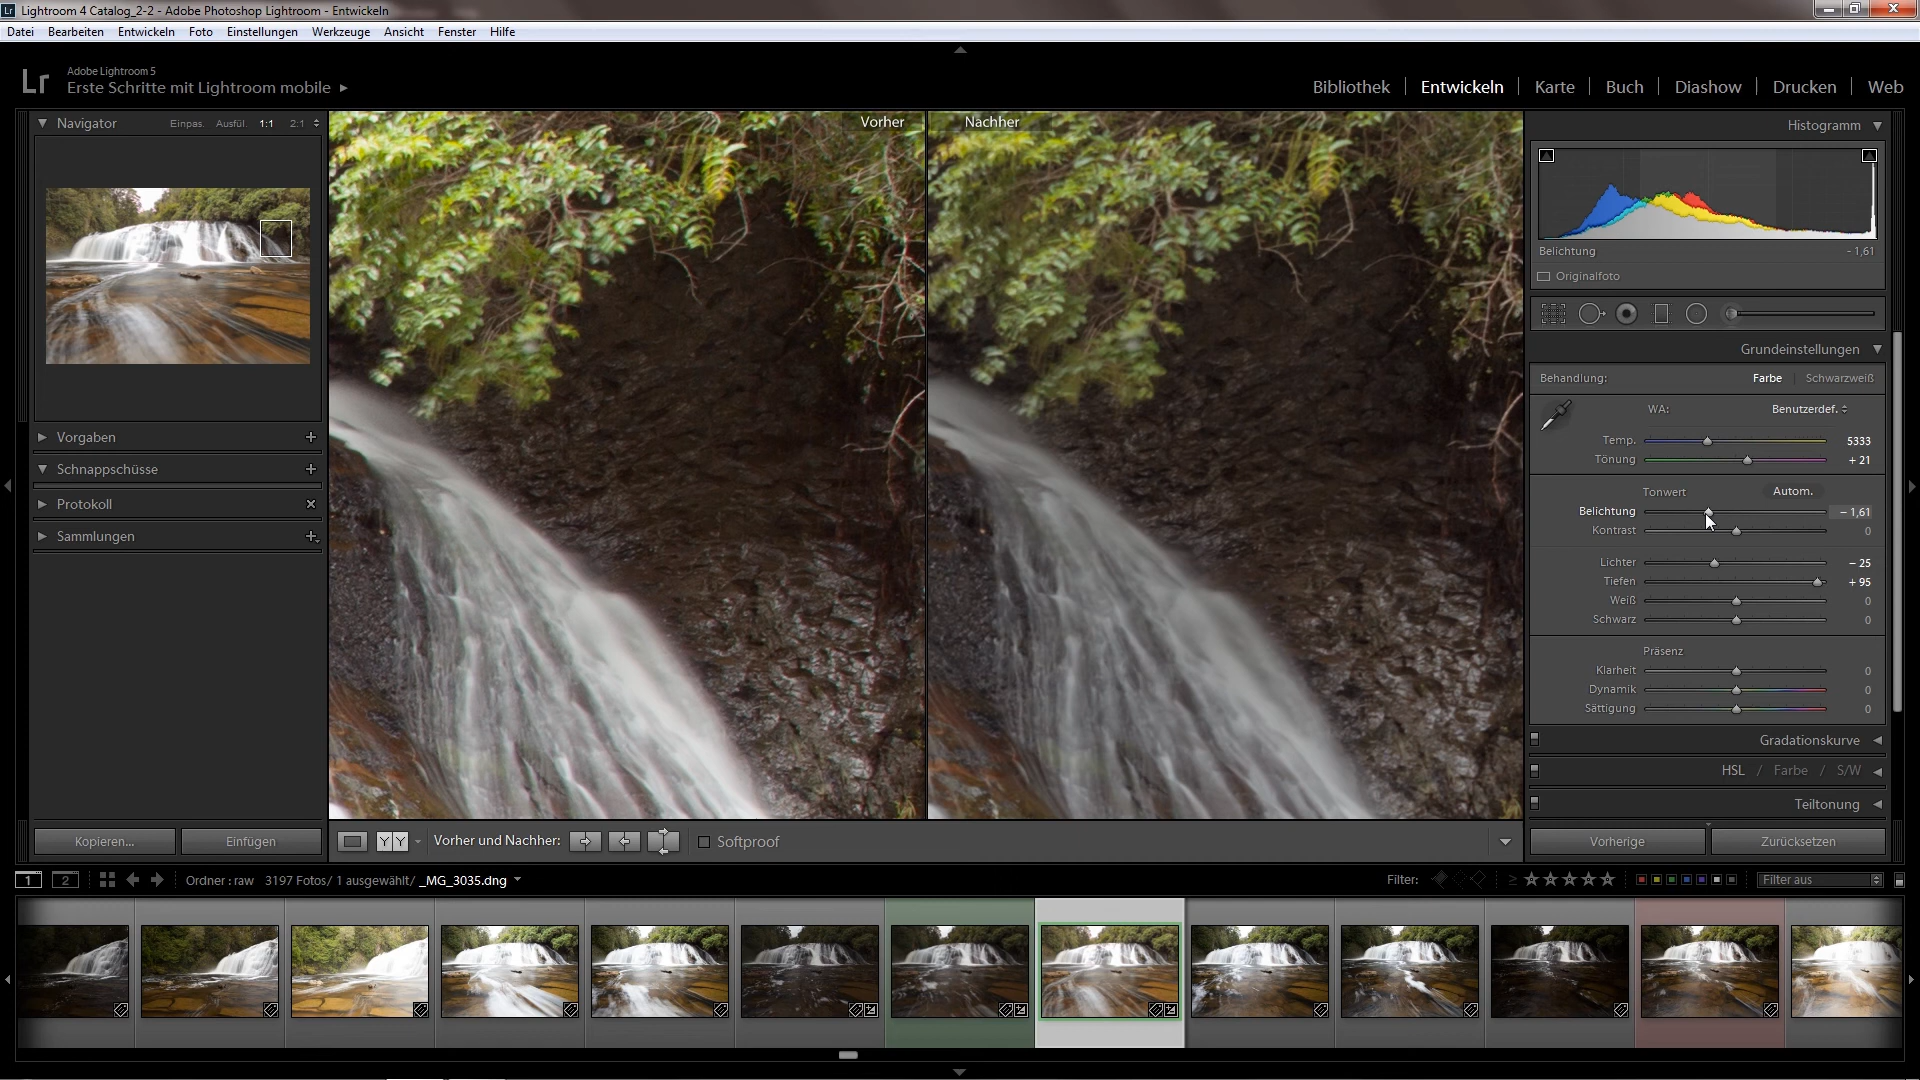 Lightroom 4 Catalog_2-2 - Adobe Photoshop Lightroom - Entwickeln
Datei Bearbeiten Entwickeln Foto Einstellungen Werkzeuge Ansicht Fenster Hilfe
Lr
Adobe Lightroom 5
Erste Schritte mit Lightroom mobile
Bibliothek Entwickeln Karte Buch Diashow Drucken Web
Navigator Einpas. Ausfül. 1:1 2:1
Vorgaben
Schnappschüsse
Protokoll
Sammlungen
Kopieren... Einfügen
Vorher Nachher
Vorher und Nachher: Softproof
Histogramm
Belichtung - 1,61
Originalfoto
Grundeinstellungen
Behandlung: Farbe Schwarzweiß
WA: Benutzerdef.
Temp. 5333
Tönung + 21
Tonwert Autom.
Belichtung - 1,61
Kontrast 0
Lichter - 25
Tiefen + 95
Weiß 0
Schwarz 0
Präsenz
Klarheit 0
Dynamik 0
Sättigung 0
Gradationskurve
HSL / Farbe / S/W
Teiltonung
Vorherige Zurücksetzen
1 2 Ordner : raw 3197 Fotos/ 1 ausgewählt/ _MG_3035.dng Filter: Filter aus